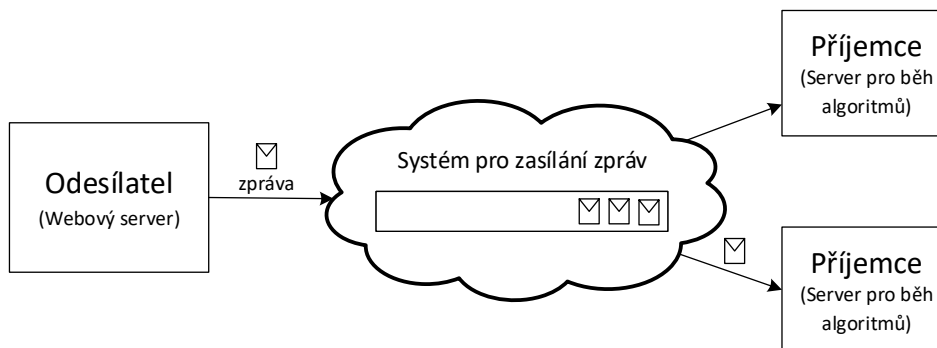 Příjemce
(Server pro běh
algoritmů)
Systém pro zasílání zpráv
zpráva
Odesílatel
(Webový server)
Příjemce
(Server pro běh
algoritmů)